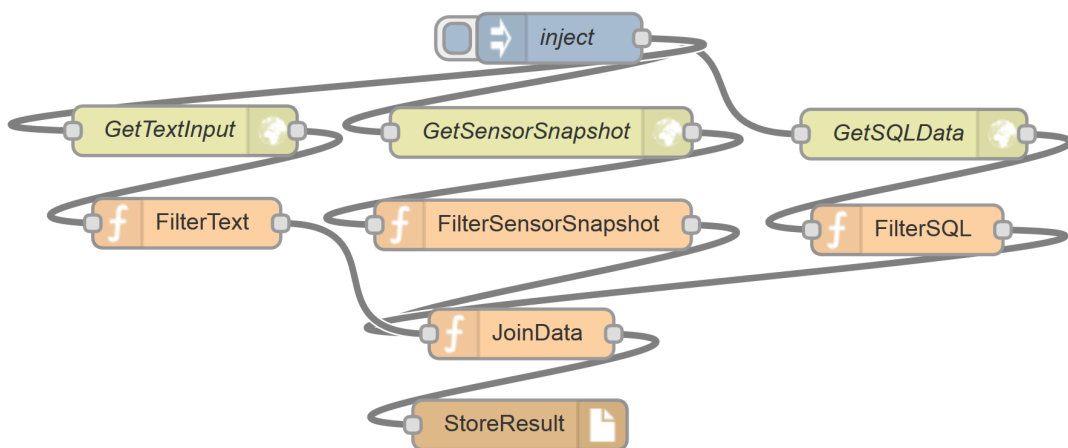 inject
GetTextInput
GetSensorSnapshot
GetSQLData
FilterText
FilterSensorSnapshot
FilterSQL
JoinData
StoreResult